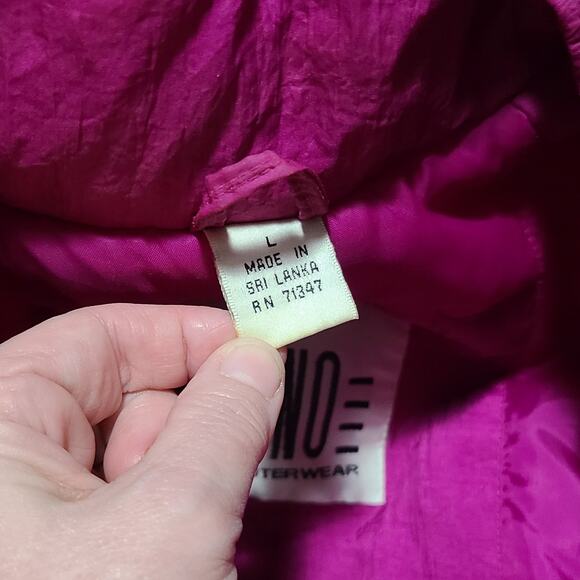 L
MADE IN
SRI LANKA
RN 71347